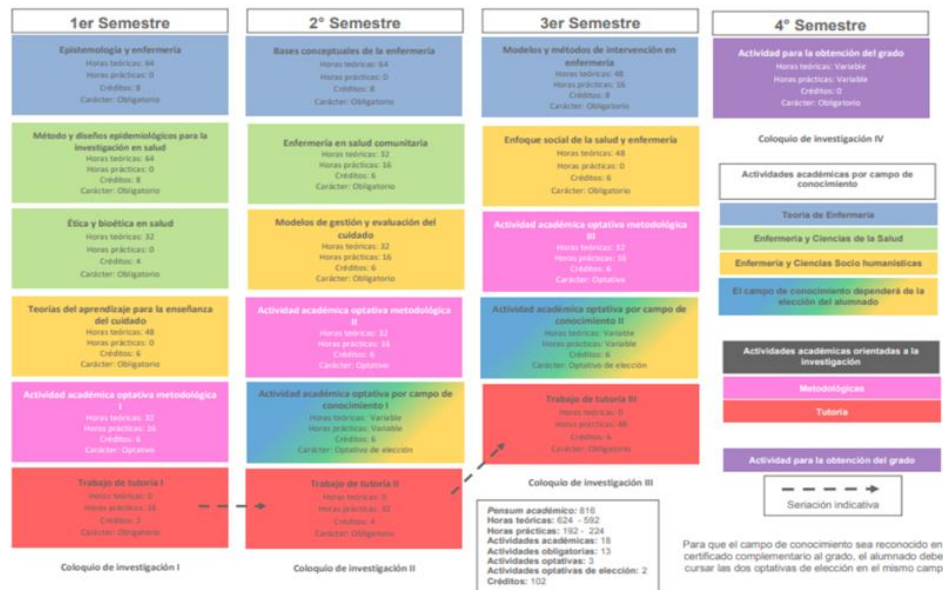 1er Semestre
Epistemología y enfermería
Horas teóricas: 64
Horas prácticas: 0
Créditos: 8
Carácter: Obligatorio
Método y diseños epidemiológicos para la
investigación en salud
Horas teóricas: 64
Horas prácticas: 0
Créditos: 8
Carácter: Obligatorio
Ética y bioética en salud
Horas teóricas: 32
Horas prácticas: 0
Créditos: 4
Carácter: Obligatorio
Teorías del aprendizaje para la enseñanza
del cuidado
Horas teóricas: 48
Horas prácticas: 0
Créditos: 6
Carácter: Obligatorio
Actividad académica optativa metodológica
I
Horas teóricas: 32
Horas prácticas: 16
Créditos: 6
Carácter: Optativo
Trabajo de tutoría I
Horas teóricas: 0
Horas prácticas: 16
Créditos: 2
Carácter: Obligatorio
Coloquio de investigación I
2° Semestre
Bases conceptuales de la enfermería
Horas teóricas: 64
Horas prácticas: 0
Créditos: 8
Carácter: Obligatorio
Enfermería en salud comunitaria
Horas teóricas: 32
Horas prácticas: 16
Créditos: 6
Carácter: Obligatorio
Modelos de gestión y evaluación del
cuidado
Horas teóricas: 32
Horas prácticas: 16
Créditos: 6
Carácter: Obligatorio
Actividad académica optativa metodológica
II
Horas teóricas: 32
Horas prácticas: 16
Créditos: 6
Carácter: Optativo
Actividad académica optativa por campo de
conocimiento I
Horas teóricas: Variable
Horas prácticas: Variable
Créditos: 6
Carácter: Optativo de elección
Trabajo de tutoría II
Horas teóricas: 0
Horas prácticas: 32
Créditos: 4
Carácter: Obligatorio
Coloquio de investigación II
3er Semestre
Modelos y métodos de intervención en
enfermería
Horas teóricas: 48
Horas prácticas: 16
Créditos: 8
Carácter: Obligatorio
Enfoque social de la salud y enfermería
Horas teóricas: 48
Horas prácticas: 0
Créditos: 6
Carácter: Obligatorio
Actividad académica optativa metodológica
III
Horas teóricas: 32
Horas prácticas: 16
Créditos: 6
Carácter: Optativo
Actividad académica optativa por campo de
conocimiento II
Horas teóricas: Variable
Horas prácticas: Variable
Créditos: 6
Carácter: Optativo de elección
Trabajo de tutoría III
Horas teóricas: 0
Horas prácticas: 48
Créditos: 6
Carácter: Obligatorio
Coloquio de investigación III
Pensum académico: 816
Horas teóricas: 624 - 592
Horas prácticas: 192 - 224
Actividades académicas: 18
Actividades obligatorias: 13
Actividades optativas: 3
Actividades optativas de elección: 2
Créditos: 102
4° Semestre
Actividad para la obtención del grado
Horas teóricas: Variable
Horas prácticas: Variable
Créditos: 0
Carácter: Obligatorio
Coloquio de investigación IV
Actividades académicas por campo de
conocimiento
Teoría de Enfermería
Enfermería y Ciencias de la Salud
Enfermería y Ciencias Socio humanísticas
El campo de conocimiento dependerá de la
elección del alumnado
Actividades académicas orientadas a la
investigación
Metodológicas
Tutoría
Actividad para la obtención del grado
Seriación indicativa
Para que el campo de conocimiento sea reconocido en
certificado complementario al grado, el alumnado debe
cursar las dos optativas de elección en el mismo camp